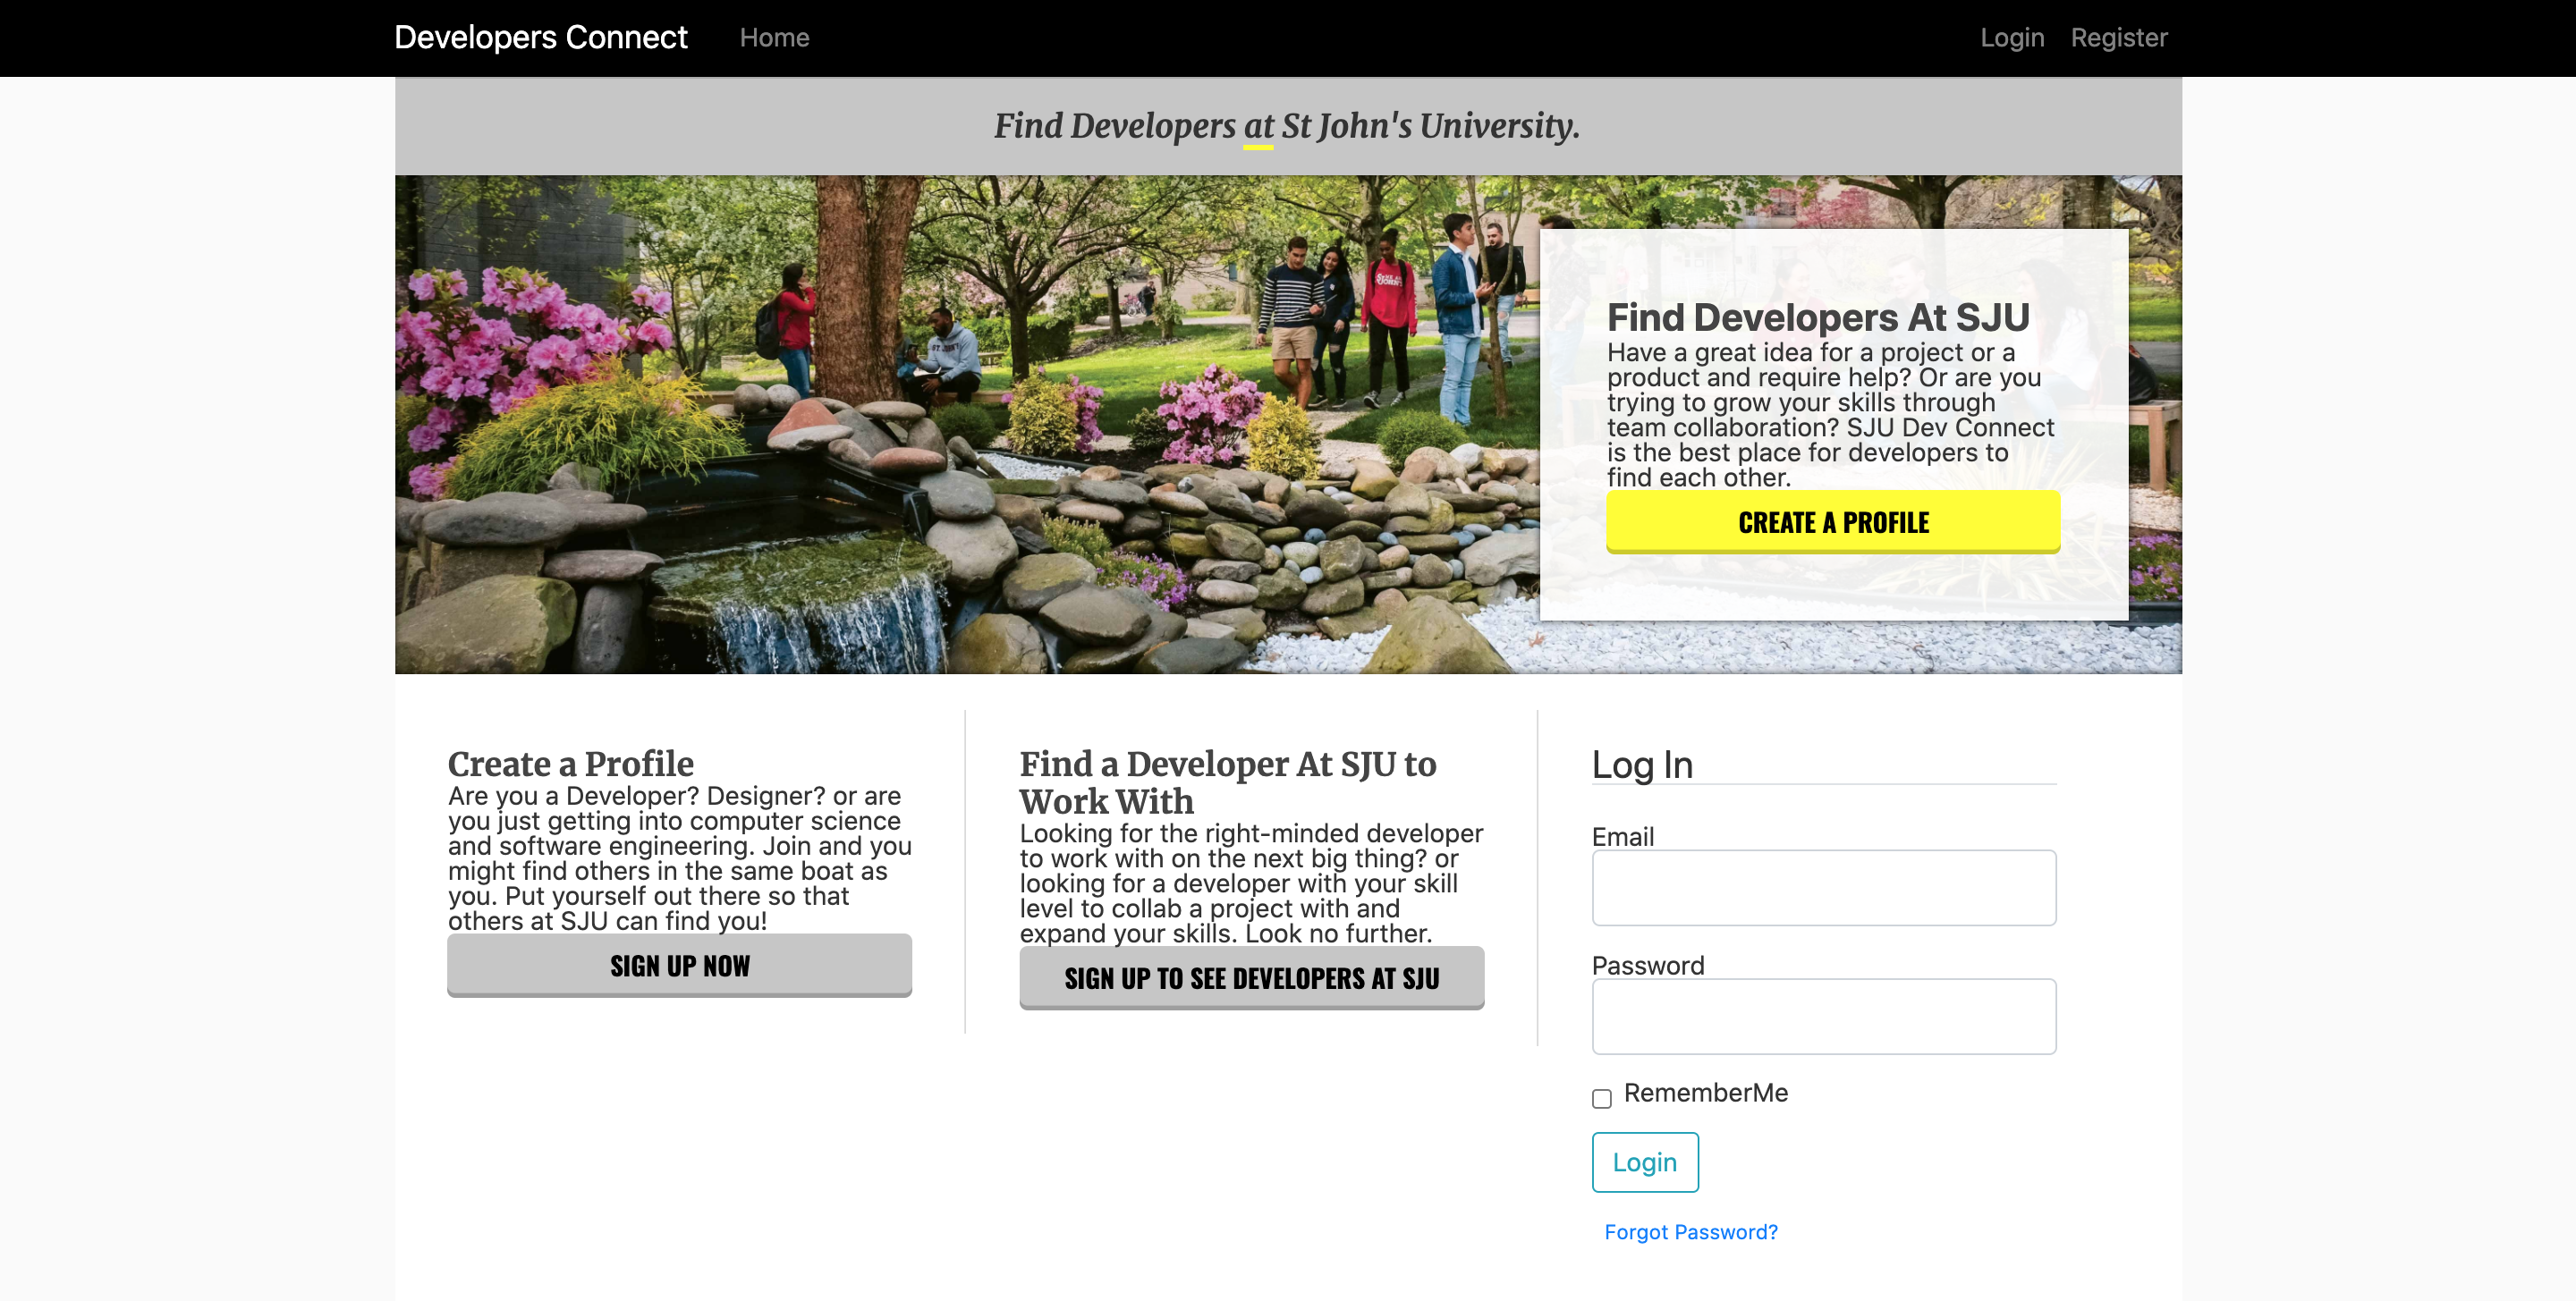 Developers Connect Home Login Register
Find Developers at St John's University.
ST. JOHN'S
Find Developers At SJU
Have a great idea for a project or a
product and require help? Or are you
trying to grow your skills through
team collaboration? SJU Dev Connect
is the best place for developers to
find each other.
CREATE A PROFILE
Create a Profile
Are you a Developer? Designer? or are
you just getting into computer science
and software engineering. Join and you
might find others in the same boat as
you. Put yourself out there so that
others at SJU can find you!
SIGN UP NOW
Find a Developer At SJU to
Work With
Looking for the right-minded developer
to work with on the next big thing? or
looking for a developer with your skill
level to collab a project with and
expand your skills. Look no further.
SIGN UP TO SEE DEVELOPERS AT SJU
Log In
Email
Password
RememberMe
Login
Forgot Password?